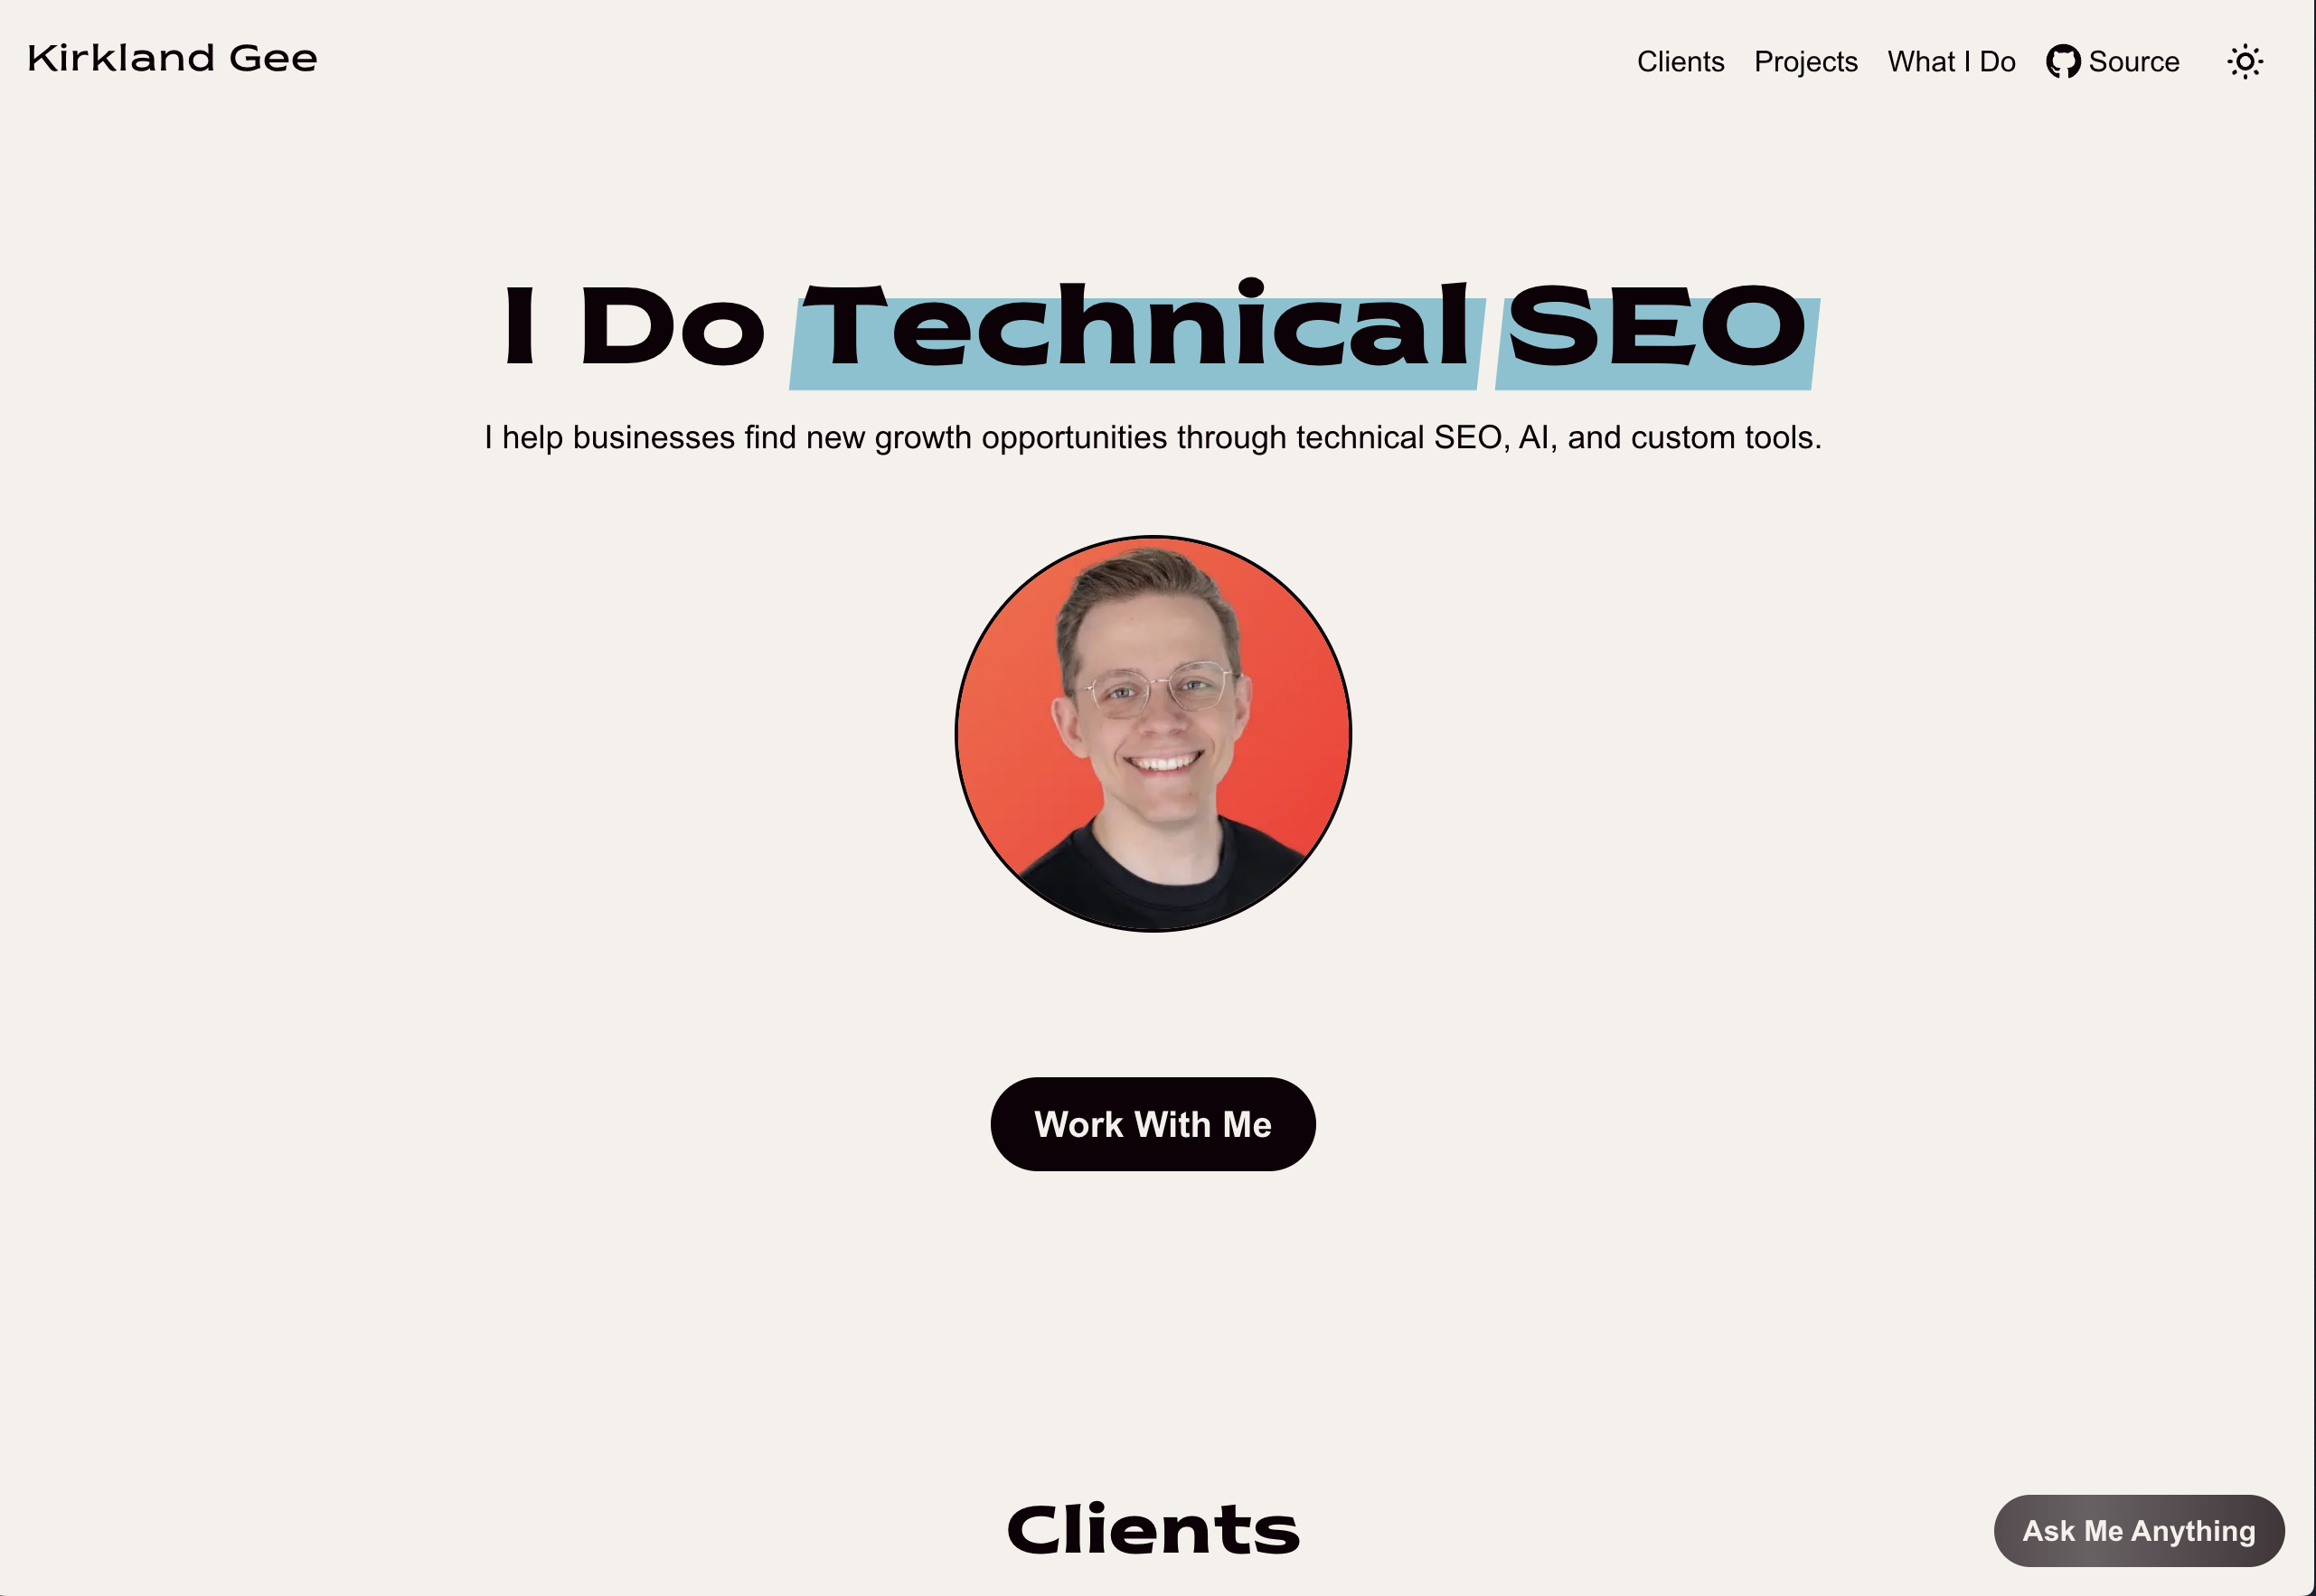 Kirkland Gee
Clients Projects What I Do Source
I Do Technical SEO
I help businesses find new growth opportunities through technical SEO, AI, and custom tools.
Work With Me
Clients
Ask Me Anything